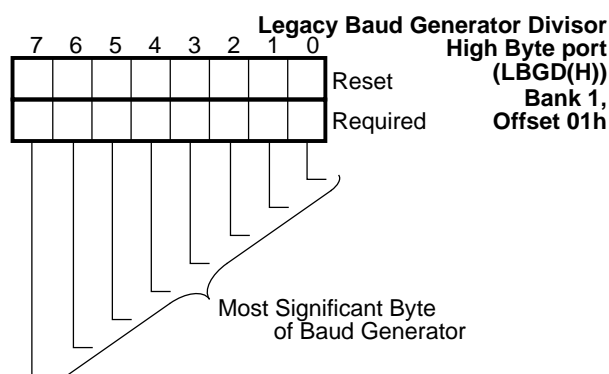 Legacy Baud Generator Divisor
High Byte port
(LBGD(H))
Bank 1,
Offset 01h
7 6 5 4 3 2 1 0
Reset
Required
Most Significant Byte
of Baud Generator